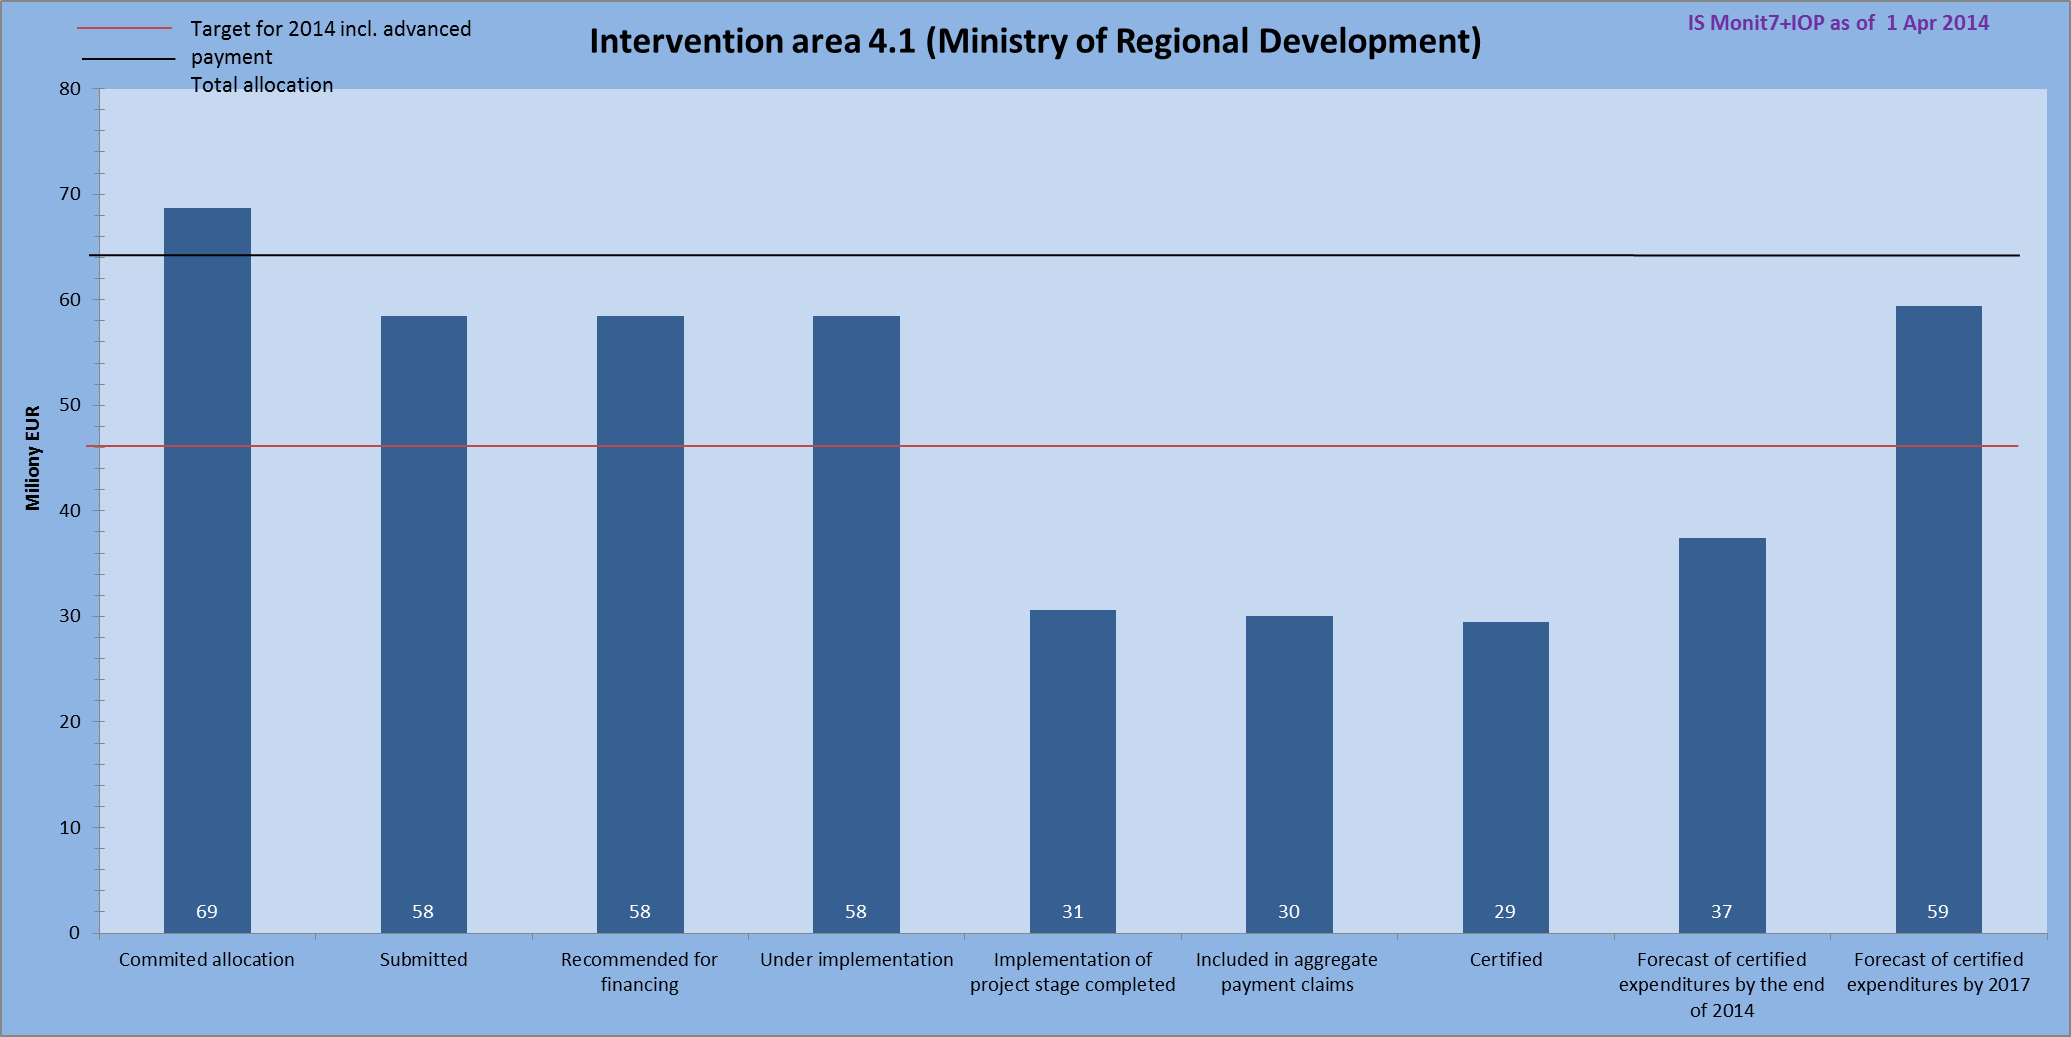 Target for 2014 incl. advanced
payment
Total allocation
Intervention area 4.1 (Ministry of Regional Development)
IS Monit7+IOP as of  1 Apr 2014
Miliony EUR
80
70
60
50
40
30
20
10
0
69
58
58
58
31
30
29
37
59
Commited allocation
Submitted
Recommended for
financing
Under implementation
Implementation of
project stage completed
Included in aggregate
payment claims
Certified
Forecast of certified
expenditures by the end
of 2014
Forecast of certified
expenditures by 2017